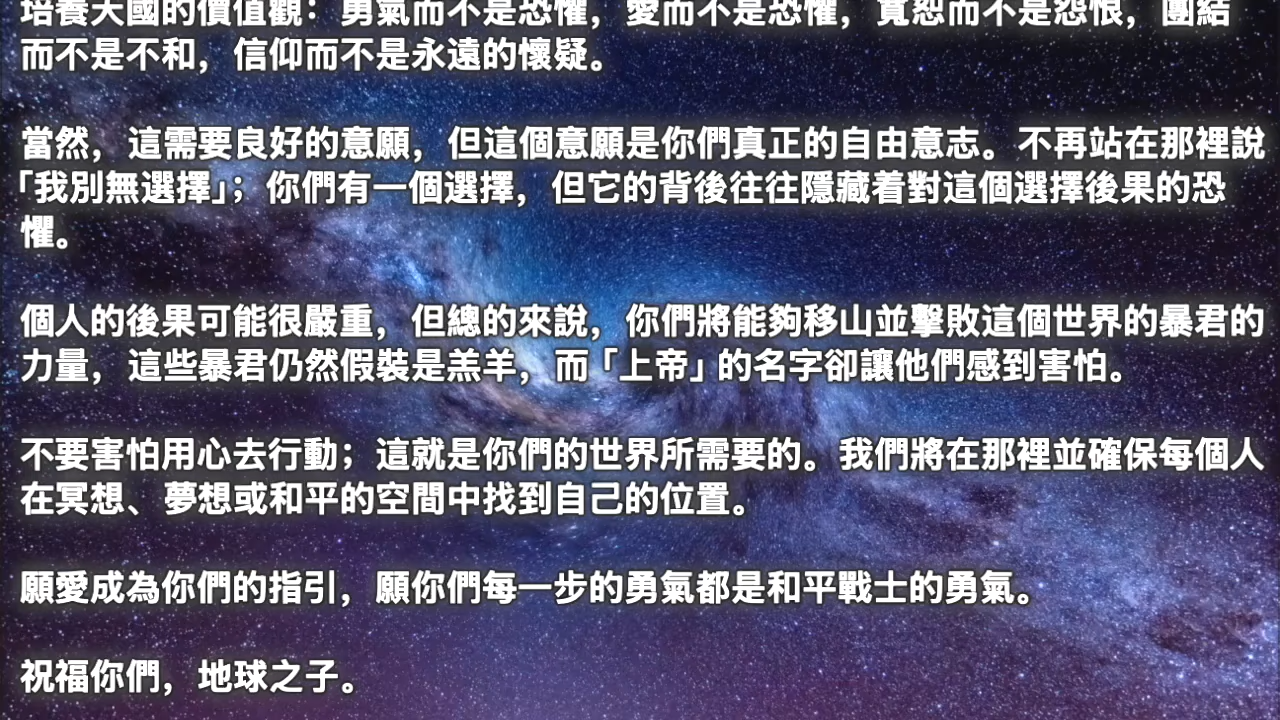 培養天國的價值觀：勇氣而不是恐懼，愛而不是恐懼，寬恕而不是怨恨，團結
而不是不和，信仰而不是永遠的懷疑。
當然，這需要良好的意願，但這個意願是你們真正的自由意志。不再站在那裡說
「我別無選擇」；你們有一個選擇，但它的背後往往隱藏着對這個選擇後果的恐
懼。
個人的後果可能很嚴重，但總的來說，你們將能夠移山並擊敗這個世界的暴君的
力量，這些暴君仍然假裝是羔羊，而「上帝」的名字卻讓他們感到害怕。
不要害怕用心去行動；這就是你們的世界所需要的。我們將在那裡並確保每個人
在冥想、夢想或和平的空間中找到自己的位置。
願愛成為你們的指引，願你們每一步的勇氣都是和平戰士的勇氣。
祝福你們，地球之子。